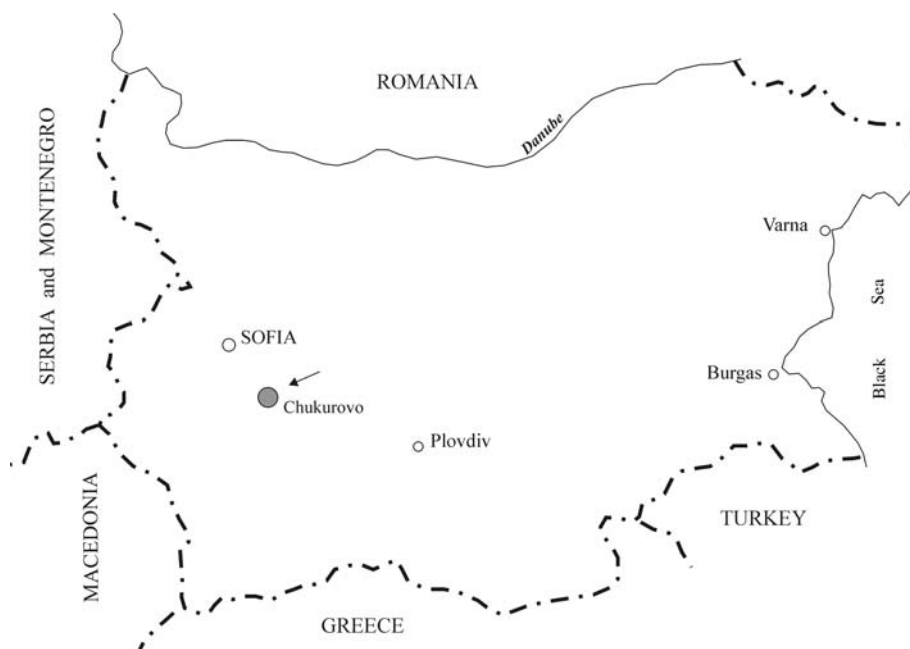 ROMANIA
Danube
SERBIA and MONTENEGRO
Varna
Black Sea
SOFIA
Burgas
Chukurovo
Plovdiv
MACEDONIA
TURKEY
GREECE